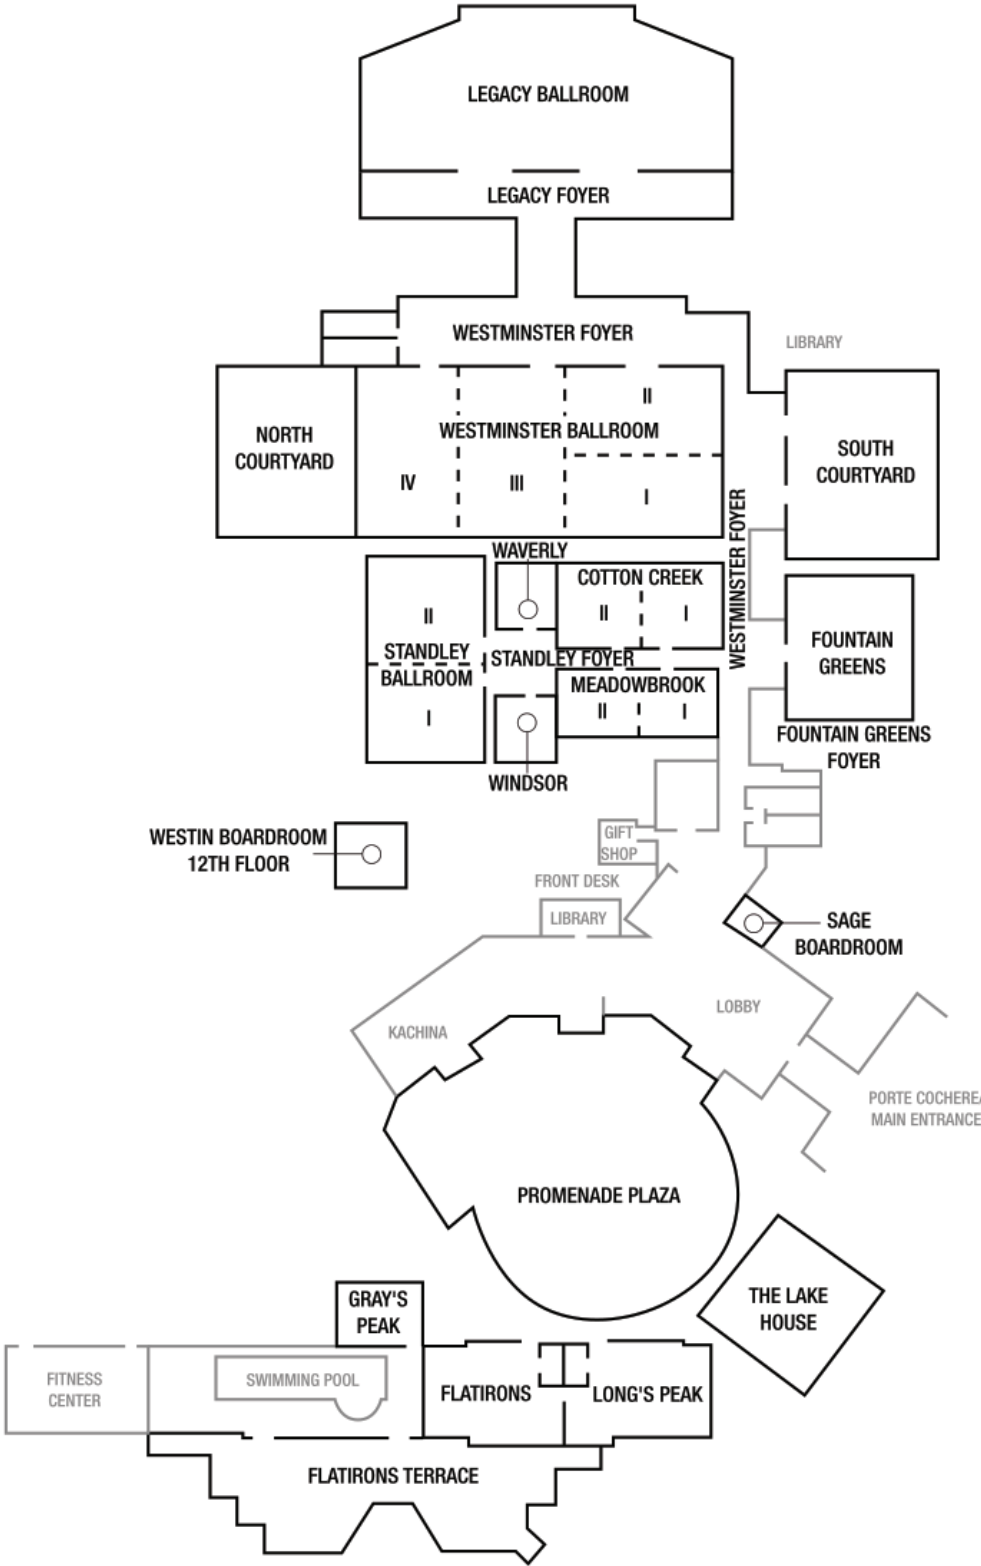 LEGACY BALLROOM
LEGACY FOYER
WESTMINSTER FOYER
LIBRARY
II
WESTMINSTER BALLROOM
NORTH
COURTYARD
SOUTH
COURTYARD
IV
III
I
WESTMINSTER FOYER
WAVERLY
COTTON CREEK
II
I
II
STANDLEY
BALLROOM
I
STANDLEY FOYER
FOUNTAIN
GREENS
MEADOWBROOK
II
I
FOUNTAIN GREENS
FOYER
WINDSOR
WESTIN BOARDROOM
12TH FLOOR
GIFT
SHOP
FRONT DESK
LIBRARY
SAGE
BOARDROOM
LOBBY
KACHINA
PORTE COCHERE/
MAIN ENTRANCE
PROMENADE PLAZA
THE LAKE
HOUSE
GRAY'S
PEAK
FITNESS
CENTER
SWIMMING POOL
FLATIRONS
LONG'S PEAK
FLATIRONS TERRACE